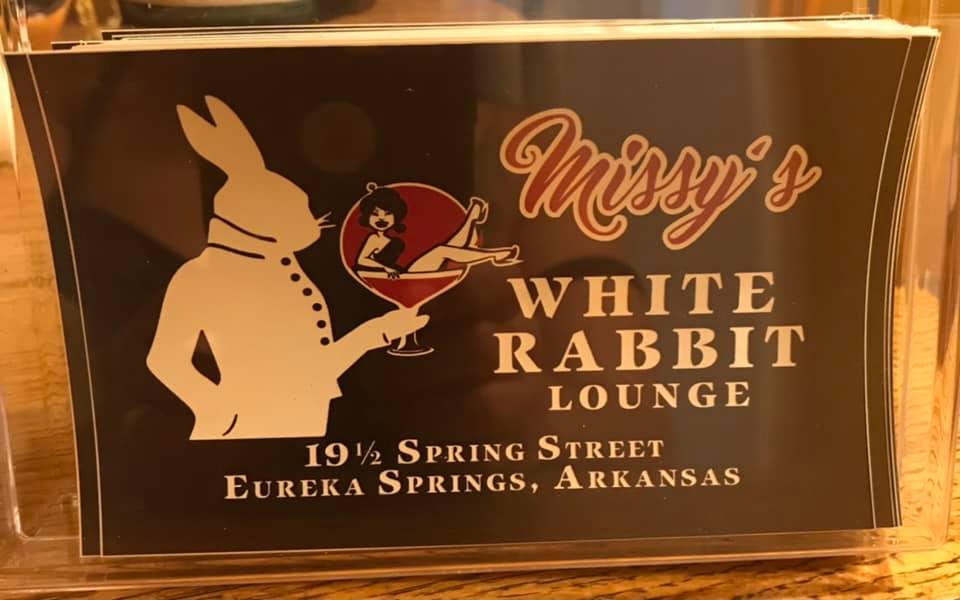 Missy's
WHITE
RABBIT
LOUNGE
19½ SPRING STREET
EUREKA SPRINGS, ARKANSAS